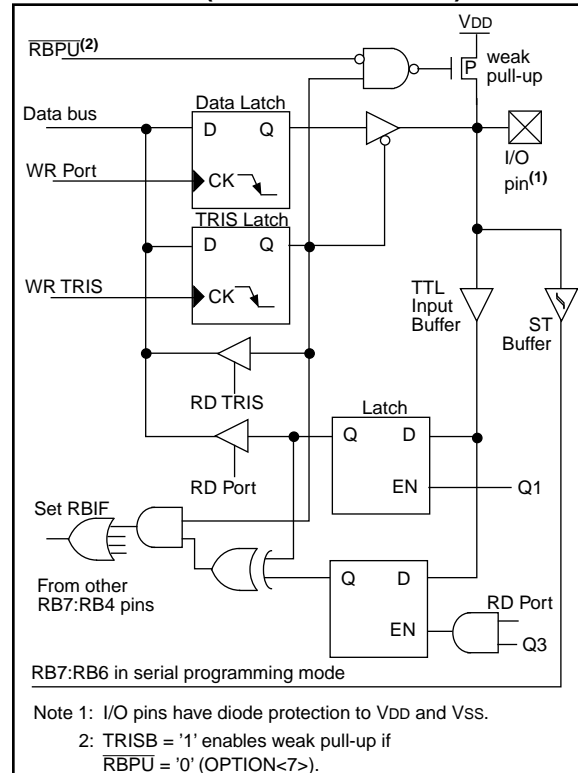 VDD
RBPU(2)
P
weak
pull-up
Data Latch
Data bus
D
Q
I/O
pin(1)
WR Port
CK
TRIS Latch
D
Q
WR TRIS
CK
TTL
Input
Buffer
ST
Buffer
RD TRIS
Latch
Q
D
RD Port
EN
Q1
Set RBIF
From other
RB7:RB4 pins
Q
D
RD Port
EN
Q3
RB7:RB6 in serial programming mode
Note 1: I/O pins have diode protection to VDD and VSS.
2: TRISB = '1' enables weak pull-up if
RBPU = '0' (OPTION<7>).